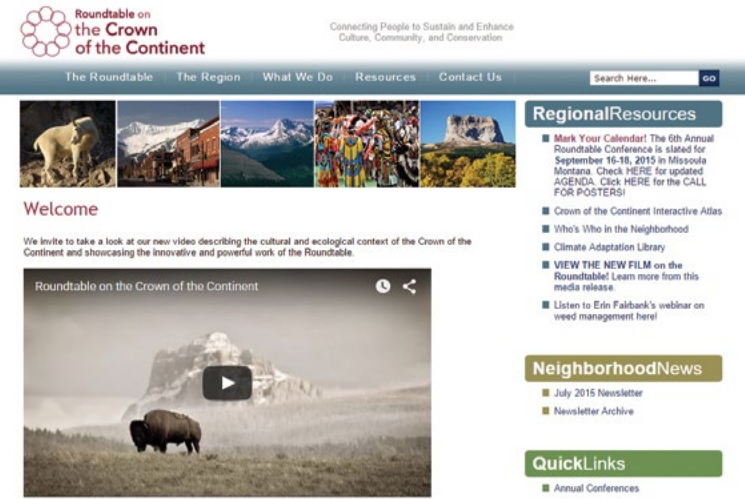 Roundtable on
the Crown
of the Continent
Connecting People to Sustain and Enhance
Culture, Community, and Conservation
The Roundtable
The Region
What We Do
Resources
Contact Us
Search Here...
GO
Welcome
We invite to take a look at our new video describing the cultural and ecological context of the Crown of the
Continent and showcasing the innovative and powerful work of the Roundtable.
Roundtable on the Crown of the Continent
RegionalResources
Mark Your Calendar! The 6th Annual
Roundtable Conference is slated for
September 16-18, 2015 in Missoula
Montana. Check HERE for updated
AGENDA. Click HERE for the CALL
FOR POSTERS!
Crown of the Continent Interactive Atlas
Who's Who in the Neighborhood
Climate Adaptation Library
VIEW THE NEW FILM on the
Roundtable! Learn more from this
media release.
Listen to Erin Fairbank's webinar on
weed management here!
NeighborhoodNews
July 2015 Newsletter
Newsletter Archive
QuickLinks
Annual Conferences